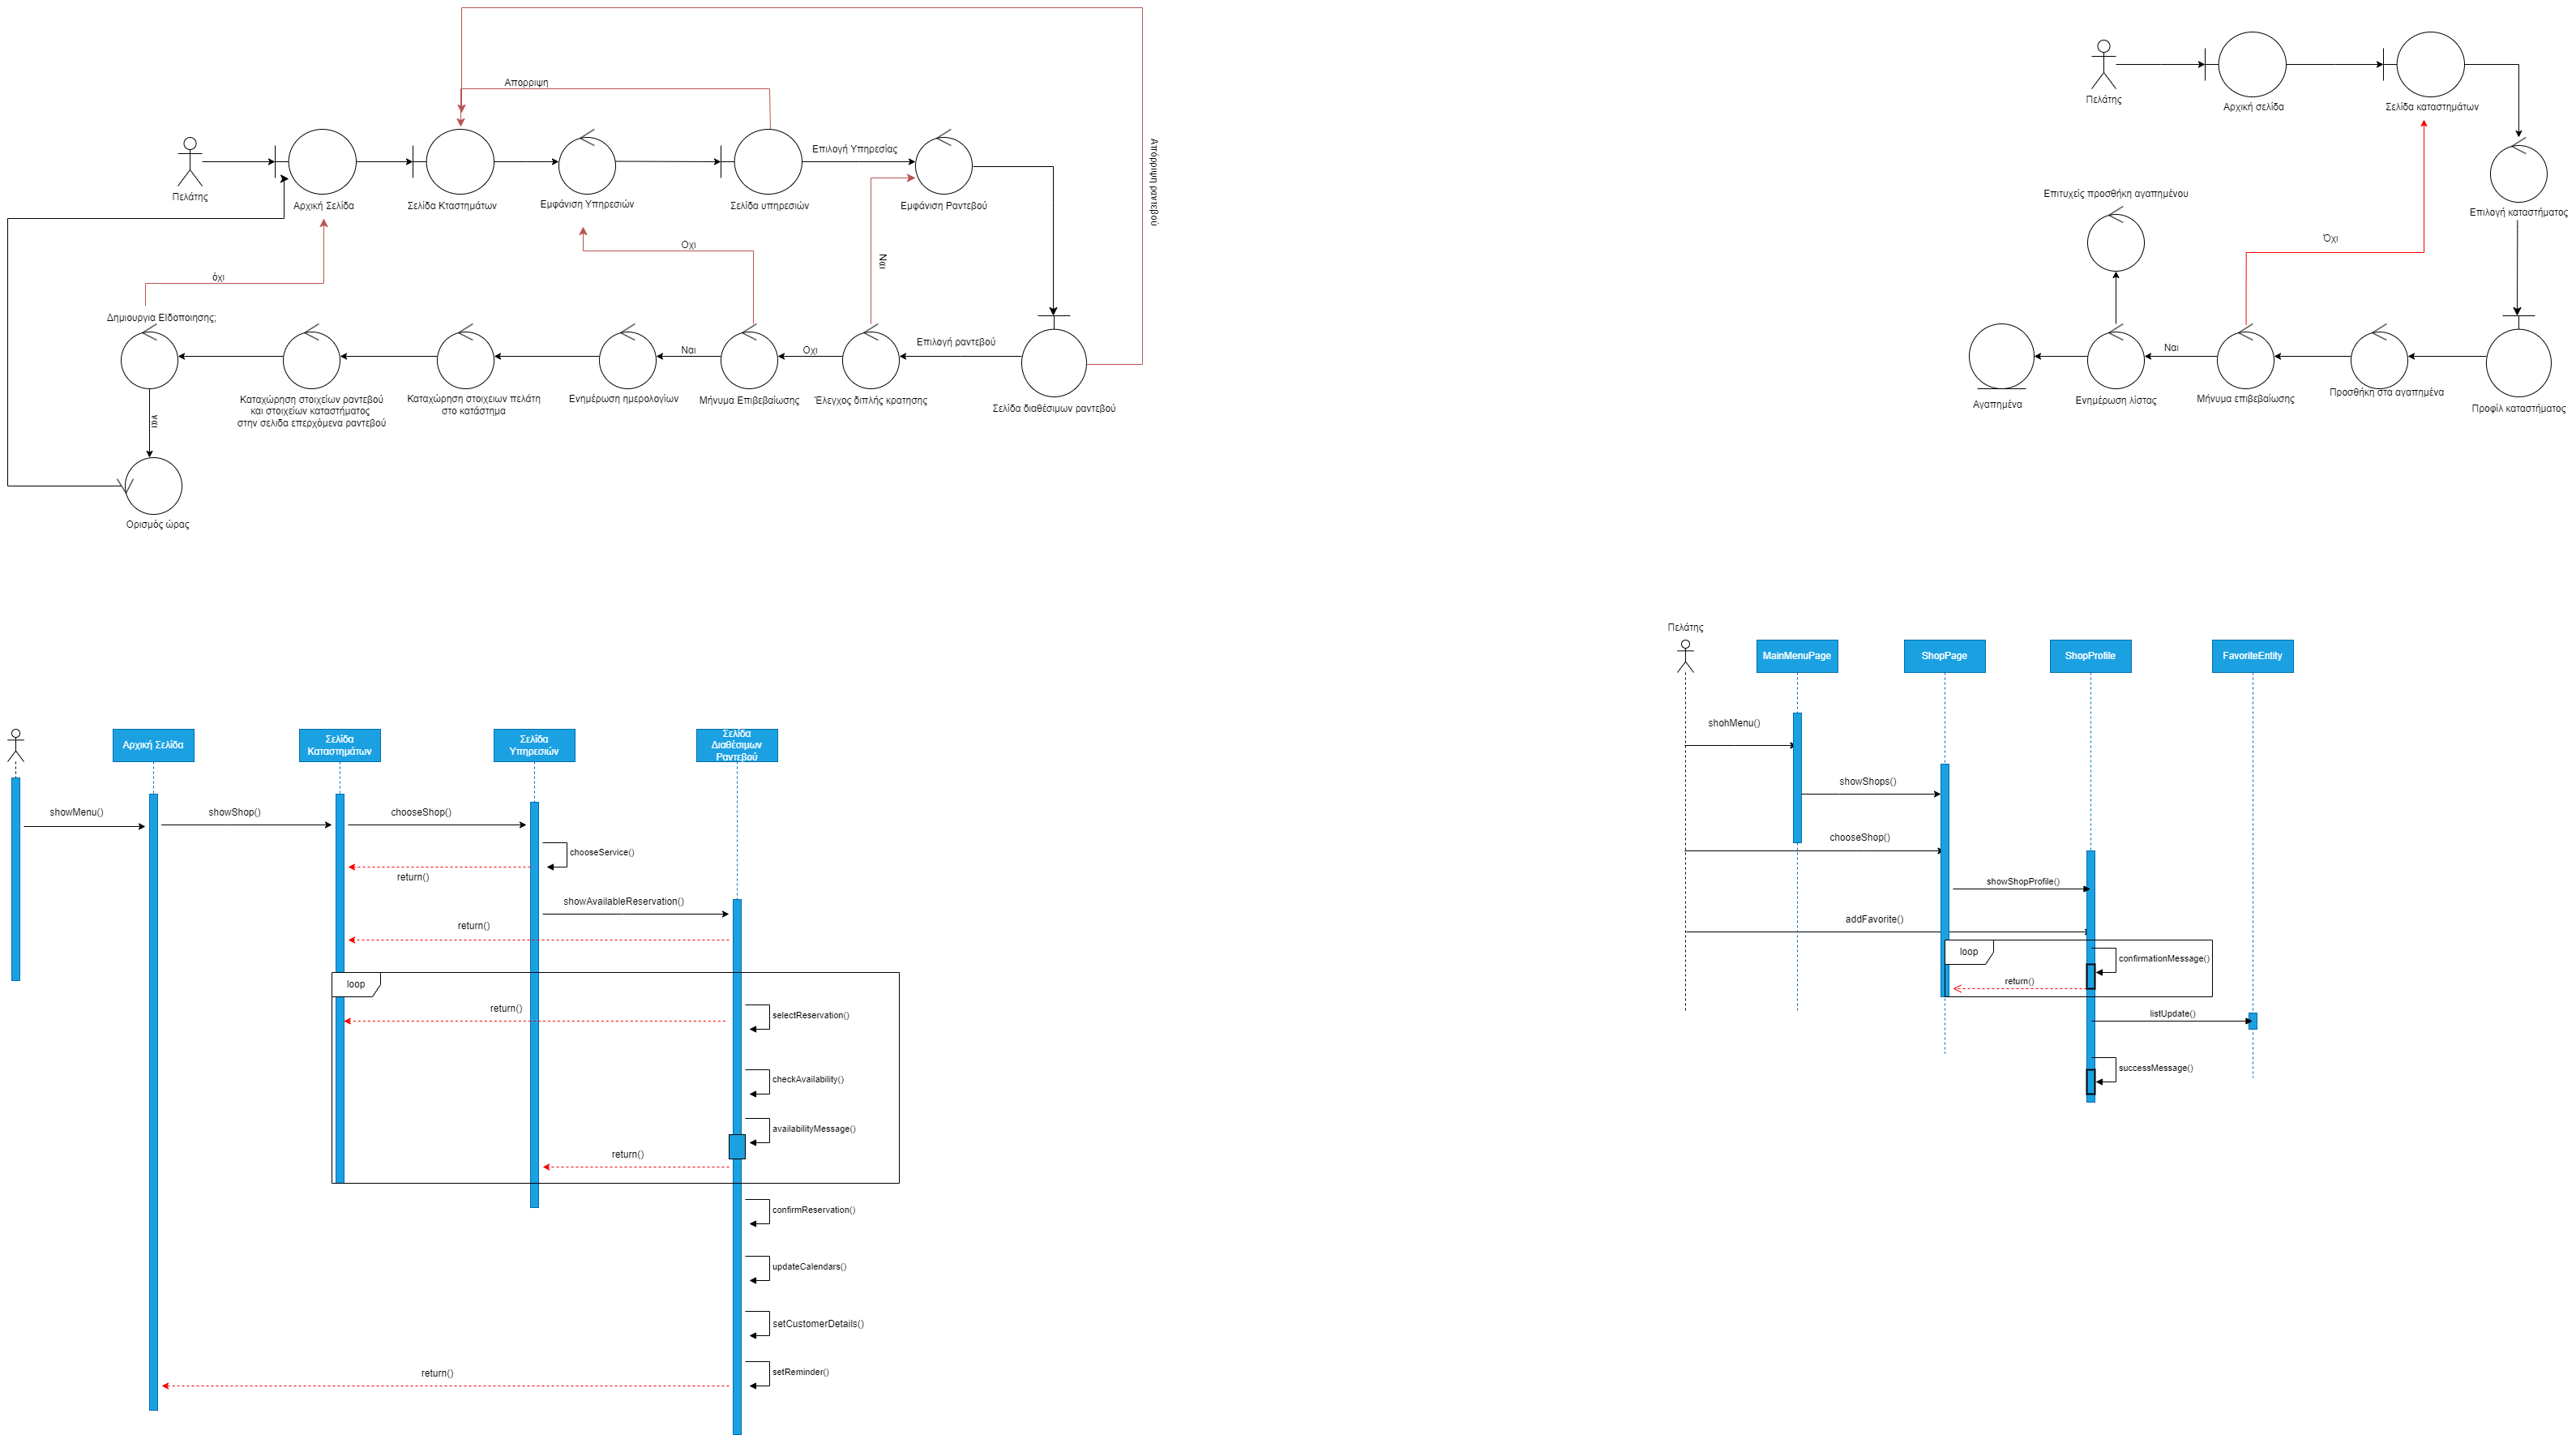 Απορριψη
Απόρριψη ραντεβού
Πελάτης
Αρχική Σελίδα
Σελίδα Κταστημάτων
Εμφάνιση Υπηρεσιών
Σελίδα υπηρεσιών
Επιλογή Υπηρεσίας
Εμφάνιση Ραντεβού
όχι
Οχι
Ναι
Δημιουργια ΕΙδοποιησης;
Καταχώρηση στοιχείων ραντεβού
και στοιχείων καταστήματος
στην σελιδα επερχόμενα ραντεβού
Καταχώρηση στοιχειων πελάτη
στο κατάστημα
Ενημέρωση ημερολογίων
Ναι
Μήνυμα Επιβεβαίωσης
Οχι
Έλεγχος διπλής κρατησης
Επιλογή ραντεβού
Σελίδα διαθέσιμων ραντεβού
ναι
Ορισμός ώρας
Πελάτης
Αρχική σελίδα
Σελίδα καταστημάτων
Επιλογή καταστήματος
Επιτυχείς προσθήκη αγαπημένου
Όχι
Αγαπημένα
Ενημέρωση λίστας
Ναι
Μήνυμα επιβεβαίωσης
Προσθήκη στα αγαπημένα
Προφίλ καταστήματος
Αρχική Σελίδα
Σελίδα
Καταστημάτων
Σελίδα
Υπηρεσιών
Σελίδα
Διαθέσιμων
Ραντεβού
showMenu()
showShop()
chooseShop()
chooseService()
return()
showAvailableReservation()
return()
loop
return()
selectReservation()
checkAvailability()
availabilityMessage()
return()
confirmReservation()
updateCalendars()
setCustomerDetails()
setReminder()
return()
Πελάτης
MainMenuPage
ShopPage
ShopProfile
FavoriteEntity
shohMenu()
showShops()
chooseShop()
showShopProfile()
addFavorite()
loop
confirmationMessage()
return()
listUpdate()
successMessage()